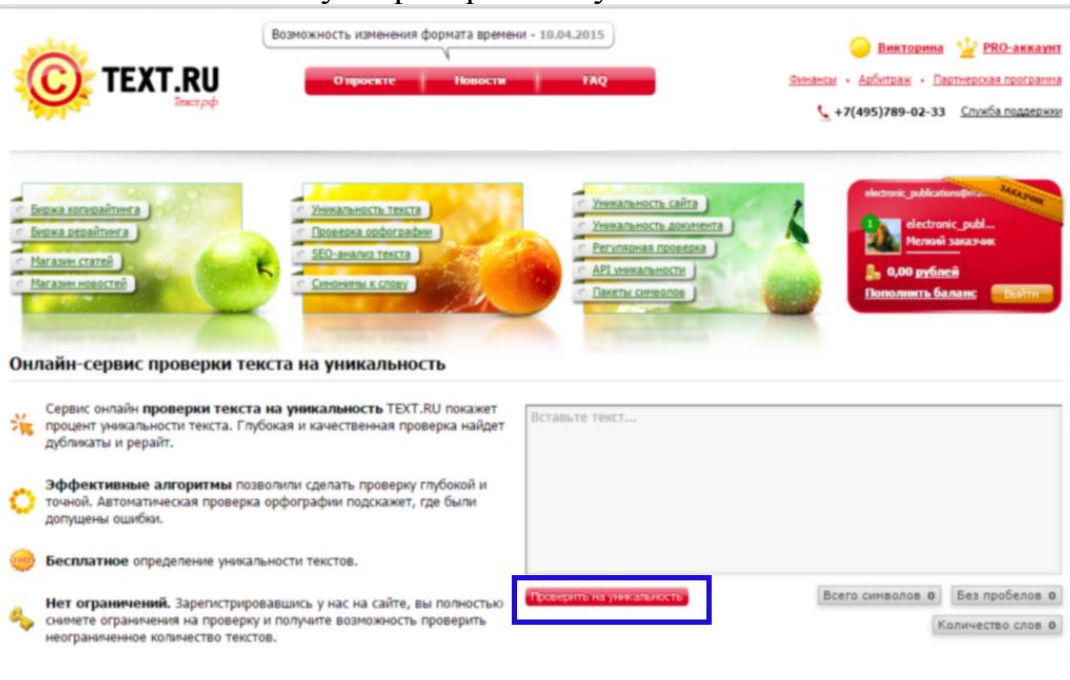 Возможность изменения формата времени - 10.04.2015
Викторина
PRO-аккаунт
C TEXT.RU
Текст.рф
О проекте
Новости
FAQ
Финансы • Арбитраж • Партнерская программа
+7(495)789-02-33 Служба поддержки
Биржа копирайтинга
Биржа рерайтинга
Магазин статей
Магазин новостей
Уникальность текста
Проверка орфографии
SEO-анализ текста
Синонимы к слову
Уникальность сайта
Уникальность документа
Регулярная проверка
API уникальности
Пакеты символов
ЗАКАЗЧИК
1
electronic_publ...
Мелкий заказчик
0,00 рублей
Пополнить баланс
Выйти
Онлайн-сервис проверки текста на уникальность
Сервис онлайн проверки текста на уникальность TEXT.RU покажет
процент уникальности текста. Глубокая и качественная проверка найдет
дубликаты и рерайт.
Эффективные алгоритмы позволили сделать проверку глубокой и
точной. Автоматическая проверка орфографии подскажет, где были
допущены ошибки.
Бесплатное определение уникальности текстов.
Нет ограничений. Зарегистрировавшись у нас на сайте, вы полностью
снимете ограничения на проверку и получите возможность проверить
неограниченное количество текстов.
Вставьте текст...
Проверить на уникальность
Всего символов 0
Без пробелов 0
Количество слов 0